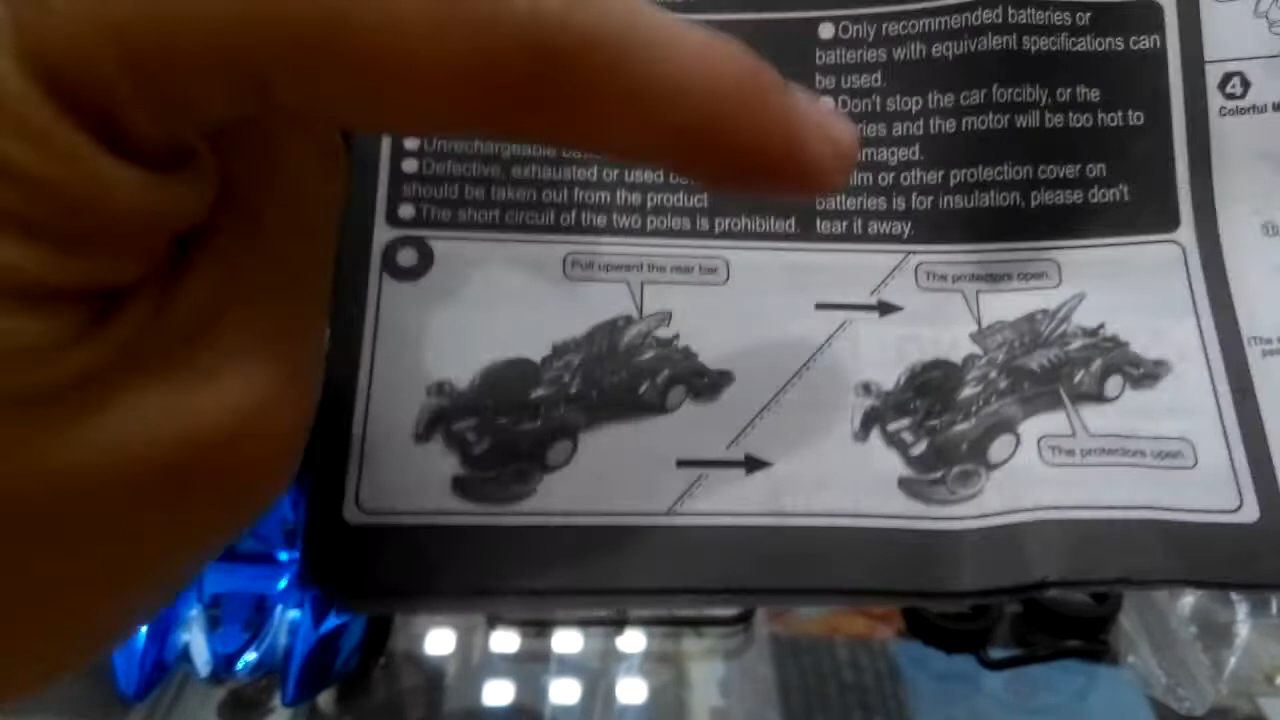 Unrechargeable
Defective, exhausted or used
should be taken out from the product
The short circuit of the two poles is prohibited.
Only recommended batteries or
batteries with equivalent specifications can
be used.
Don't stop the car forcibly, or the
ries and the motor will be too hot to
maged.
lm or other protection cover on
batteries is for insulation, please don't
tear it away.
Pull upward the rear bar.
The protectors open.
The protectors open.
4
Colorful
(The